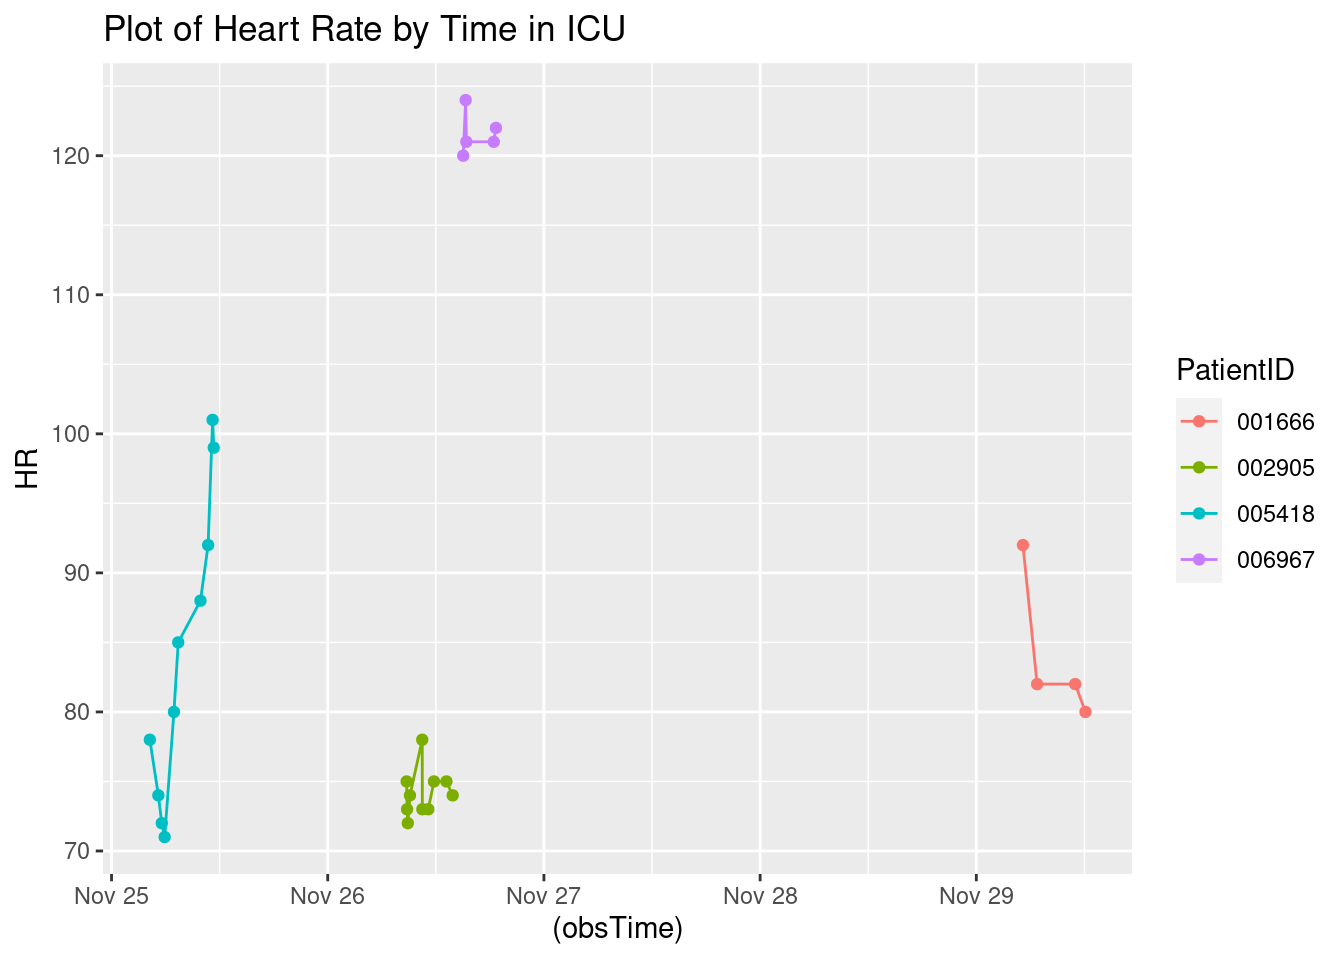 Plot of Heart Rate by Time in ICU
HR
120
110
100
90
80
70
Nov 25 Nov 26 Nov 27 Nov 28 Nov 29
(obsTime)
PatientID
001666
002905
005418
006967